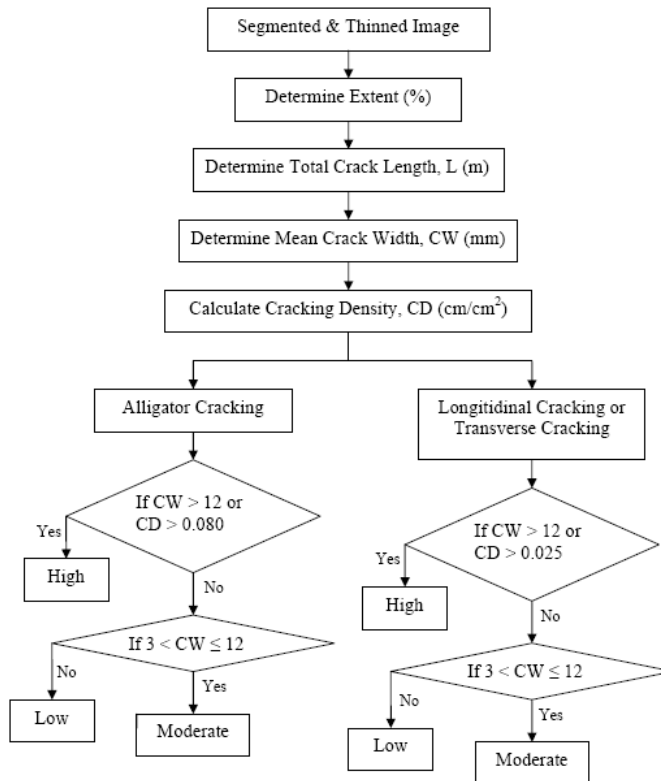 Segmented & Thinned Image
Determine Extent (%)
Determine Total Crack Length, L (m)
Determine Mean Crack Width, CW (mm)
Calculate Cracking Density, CD (cm/cm²)
Alligator Cracking
If CW > 12 or
CD > 0.080
Yes
High
No
If 3 < CW ≤ 12
No
Low
Yes
Moderate
Longitidinal Cracking or
Transverse Cracking
If CW > 12 or
CD > 0.025
Yes
High
No
If 3 < CW ≤ 12
No
Low
Yes
Moderate